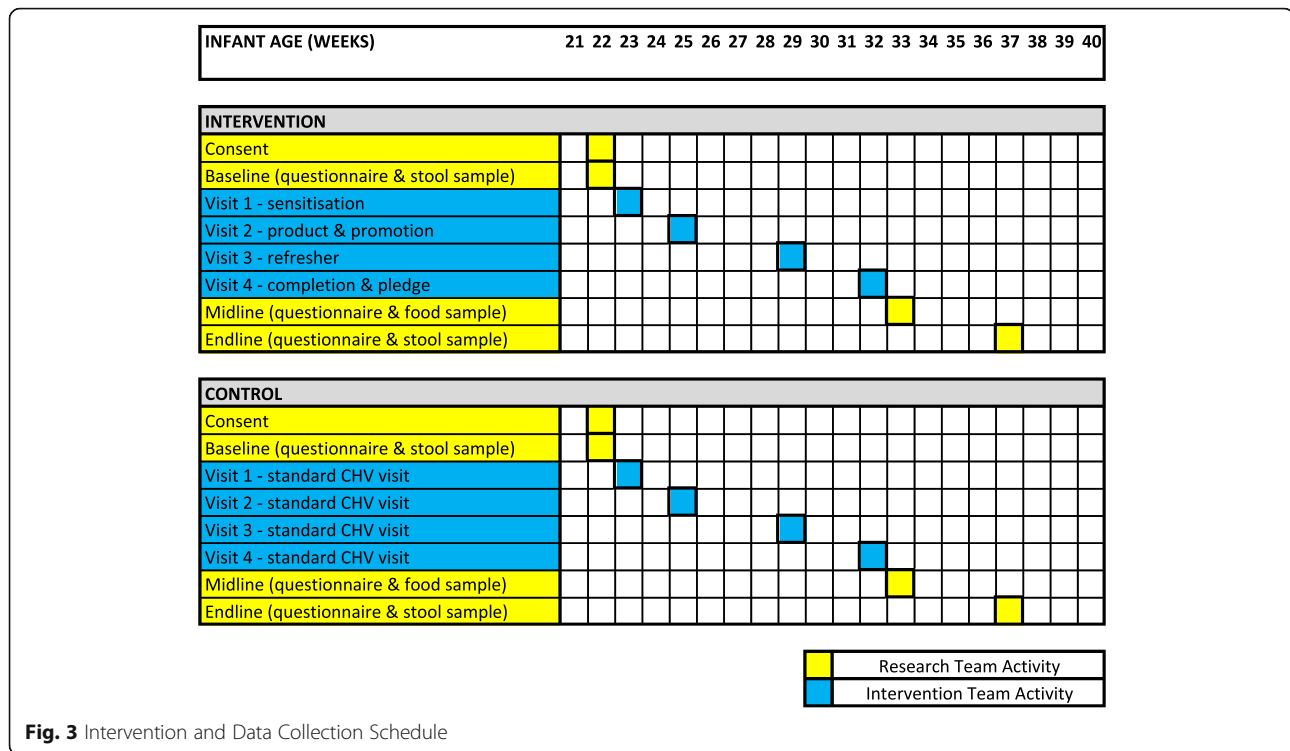 INFANT AGE (WEEKS) 21 22 23 24 25 26 27 28 29 30 31 32 33 34 35 36 37 38 39 40
INTERVENTION
Consent
Baseline (questionnaire & stool sample)
Visit 1 - sensitisation
Visit 2 - product & promotion
Visit 3 - refresher
Visit 4 - completion & pledge
Midline (questionnaire & food sample)
Endline (questionnaire & stool sample)
CONTROL
Consent
Baseline (questionnaire & stool sample)
Visit 1 - standard CHV visit
Visit 2 - standard CHV visit
Visit 3 - standard CHV visit
Visit 4 - standard CHV visit
Midline (questionnaire & food sample)
Endline (questionnaire & stool sample)
Research Team Activity
Intervention Team Activity
Fig. 3 Intervention and Data Collection Schedule